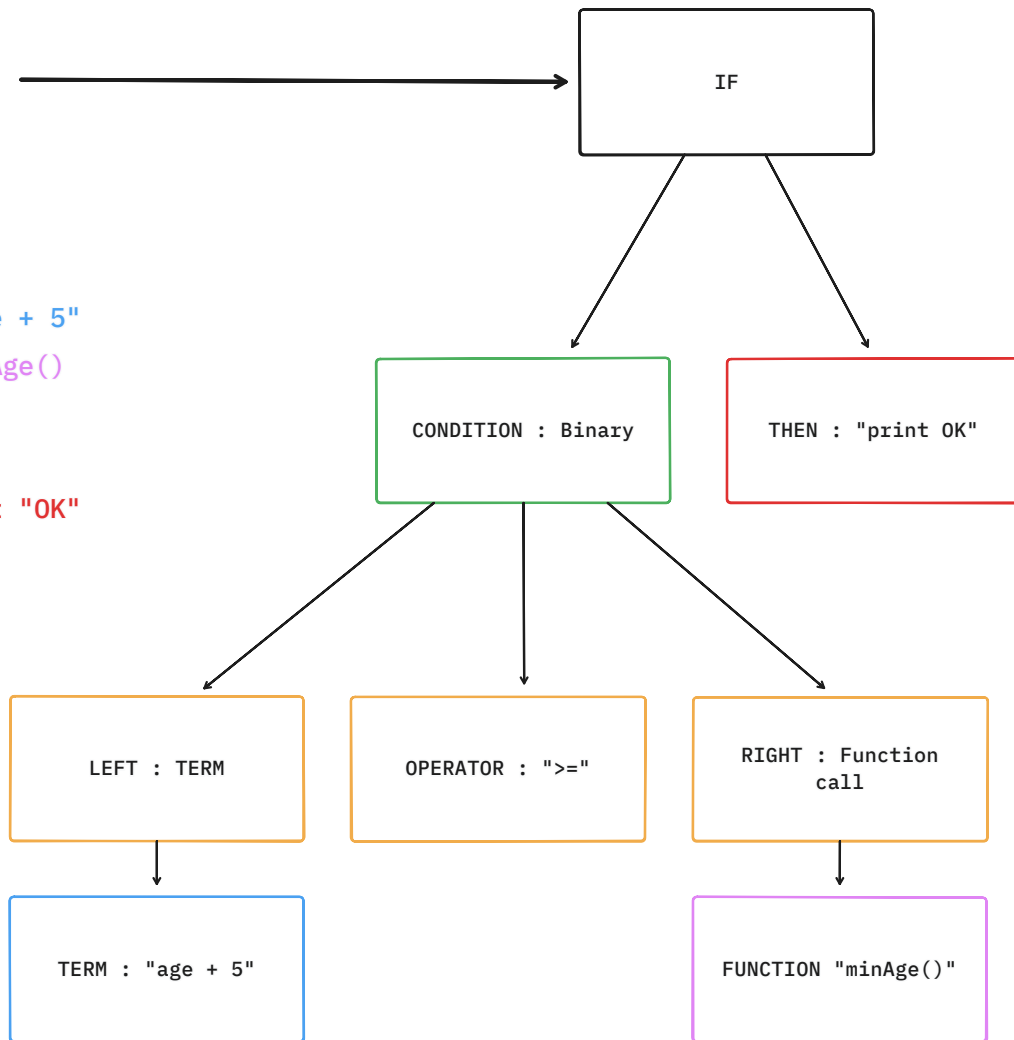 IF
+ 5"
ge()
CONDITION : Binary
THEN : "print OK"
"OK"
LEFT : TERM
OPERATOR : ">="
RIGHT : Function
call
TERM : "age + 5"
FUNCTION "minAge()"